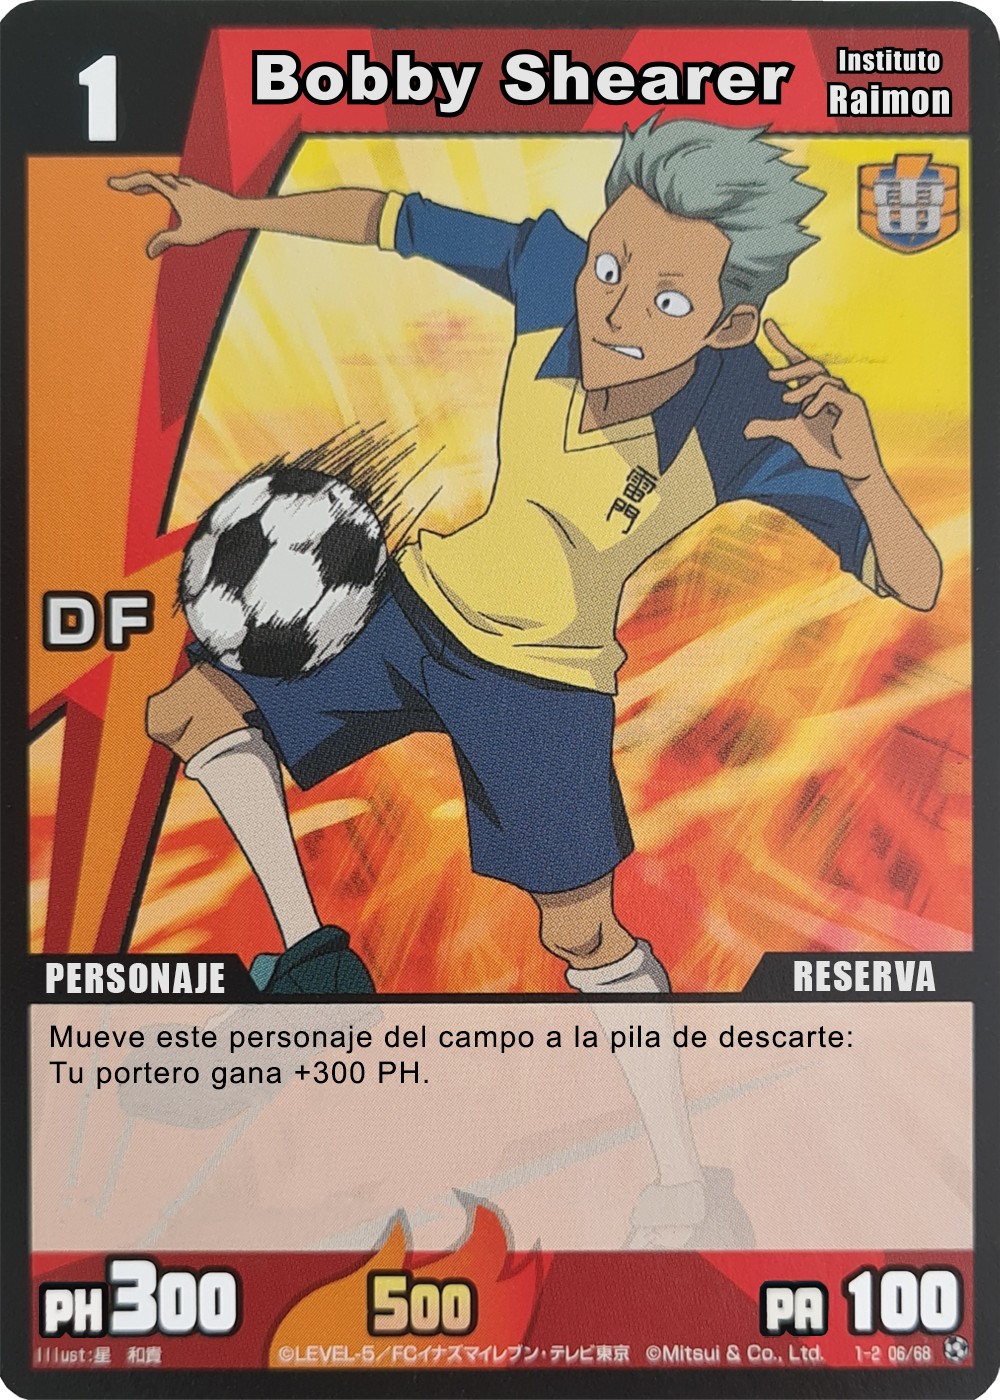 1
Bobby Shearer
Instituto
Raimon
雷門
DF
PERSONAJE
RESERVA
Mueve este personaje del campo a la pila de descarte:
Tu portero gana +300 PH.
PH 300
500
PA 100
Illust:星 和貴
©LEVEL-5/FCイナズマイレブン・テレビ東京 ©Mitsui & Co., Ltd.
1-2 06/68